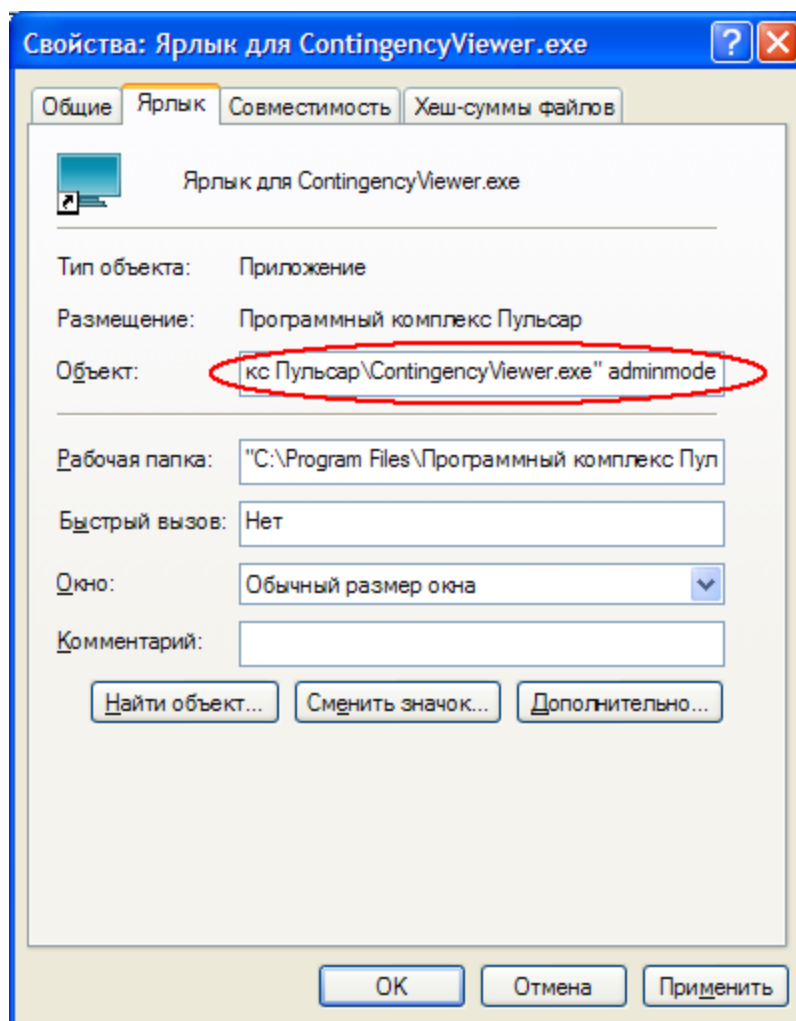 Свойства: Ярлык для ContingencyViewer.exe
Общие Ярлык Совместимость Хеш-суммы файлов
Ярлык для ContingencyViewer.exe
Тип объекта: Приложение
Размещение: Программный комплекс Пульсар
Объект: кс Пульсар\ContingencyViewer.exe" adminmode
Рабочая папка: "C:\Program Files\Программный комплекс Пул
Быстрый вызов: Нет
Окно: Обычный размер окна
Комментарий:
Найти объект... Сменить значок... Дополнительно...
OK Отмена Применить